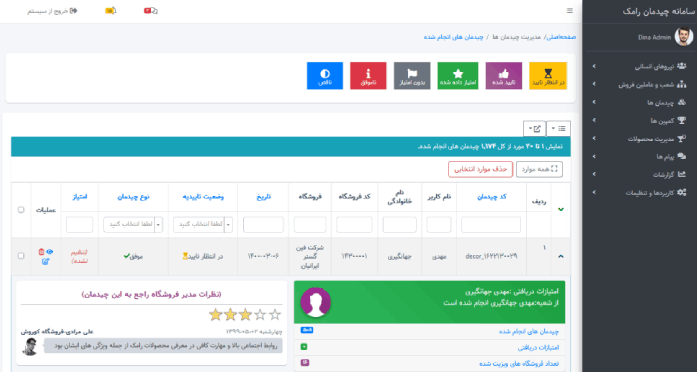 سامانه چیدمان رامک
Dina Admin
نیروهای انسانی
شعب و عاملین فروش
چیدمان ها
کمپین ها
مدیریت محصولات
پیام ها
گزارشات
کاربردها و تنظیمات
خروج از سیستم
صفحه‌اصلی/ مدیریت چیدمان ها / چیدمان های انجام شده
در انتظار تایید
تایید شده
امتیاز داده شده
بدون امتیاز
ناموفق
ناقص
نمایش ۱ تا ۲۰ مورد از کل ۱,۱۷۴ چیدمان های انجام شده.
همه موارد
حذف موارد انتخابی
ردیف کد چیدمان نام کاربر نام خانوادگی کد فروشگاه فروشگاه تاریخ وضعیت تاییدیه نوع چیدمان امتیاز عملیات
لطفا انتخاب کنید
لطفا انتخاب کنید
۱ decor_۱۶۲۲۱۳۰۰۲۹ مهدی جهانگیری ۱۴۳۰۰۰۰۱ شرکت فین گستر ایرانیان ۱۴۰۰-۰۳-۰۶ در انتظار تایید موفق (تنظیم نشده)
امتیازات دریافتی :مهدی جهانگیری
از شعبه:مهدی جهانگیری انجام شده است
چیدمان های انجام شده
امتیازات دریافتی
تعداد فروشگاه های ویزیت شده
(نظرات مدیر فروشگاه راجع به این چیدمان)
علی مرادی-فروشگاه کوروش
چهارشنبه ۱۳۹۹-۰۵-۰۲
روابط اجتماعی بالا و مهارت کافی در معرفی محصولات رامک از جمله ویژگی های ایشان بود